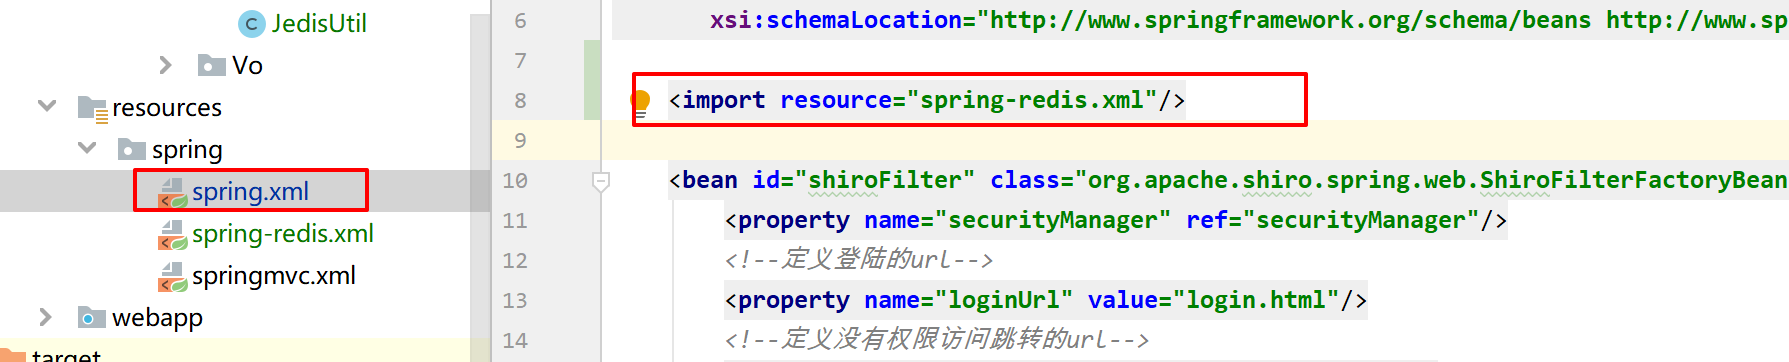 JedisUtil
Vo
resources
spring
spring.xml
spring-redis.xml
springmvc.xml
webapp
target
6 xsi:schemaLocation="http://www.springframework.org/schema/beans http://www.sp
7
8 <import resource="spring-redis.xml"/>
9
10 <bean id="shiroFilter" class="org.apache.shiro.spring.web.ShiroFilterFactoryBean
11 <property name="securityManager" ref="securityManager"/>
12 <!--定义登陆的url-->
13 <property name="loginUrl" value="login.html"/>
14 <!--定义没有权限访问跳转的url-->